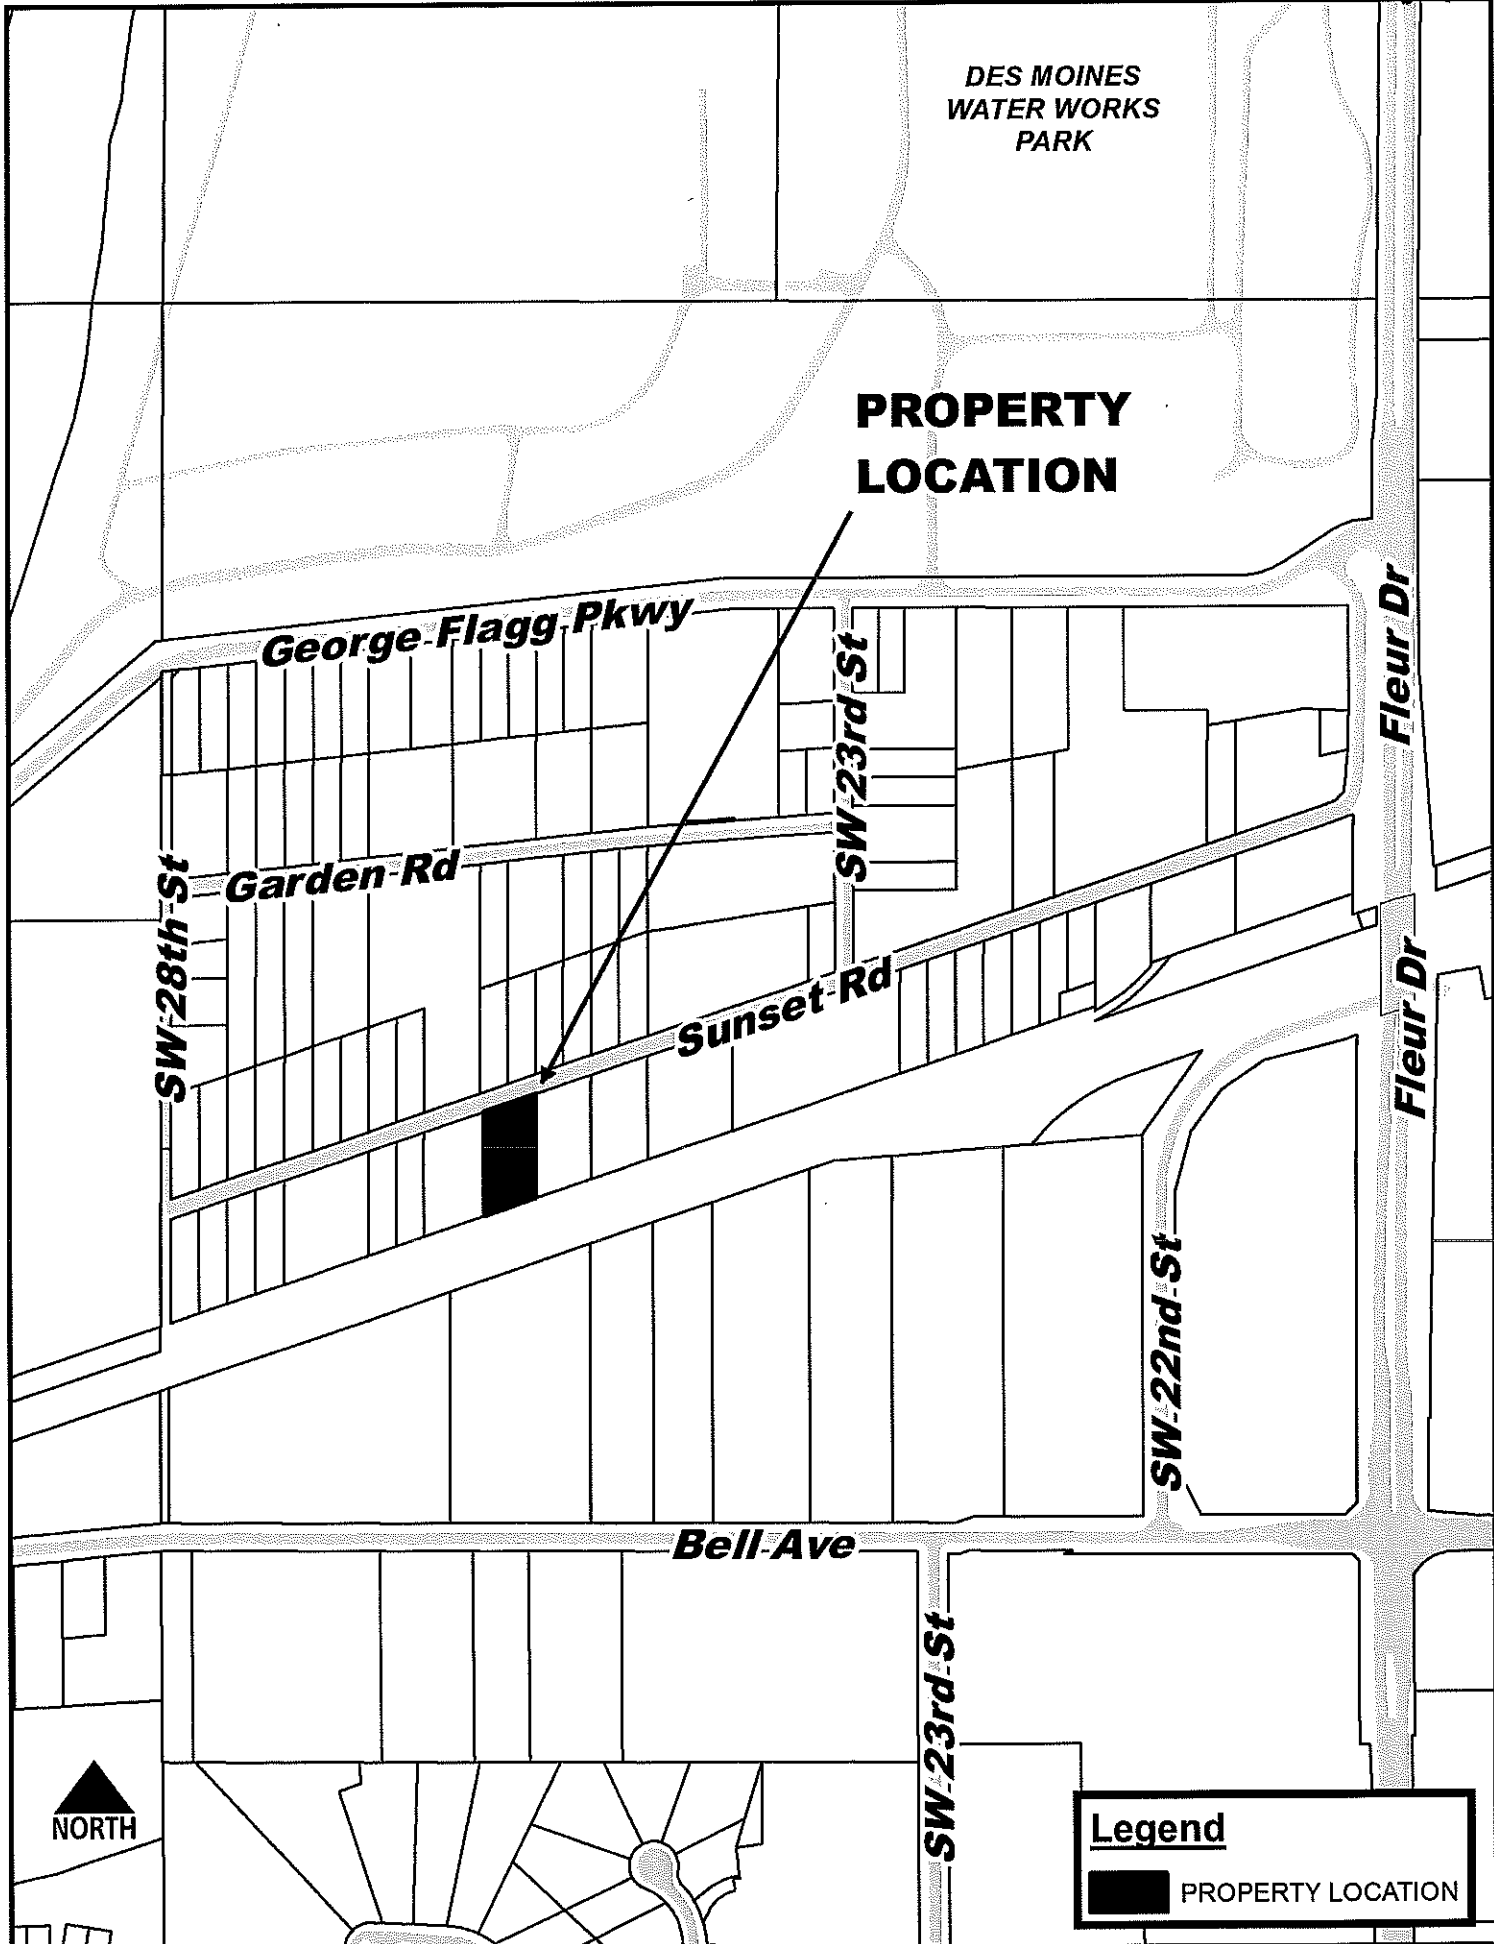 DES MOINES
WATER WORKS
PARK
PROPERTY
LOCATION
George Flagg Pkwy
SW 23rd St
Fleur Dr
Garden Rd
SW 28th St
Sunset Rd
Fleur Dr
SW 22nd St
Bell Ave
SW 23rd St
NORTH
Legend
PROPERTY LOCATION